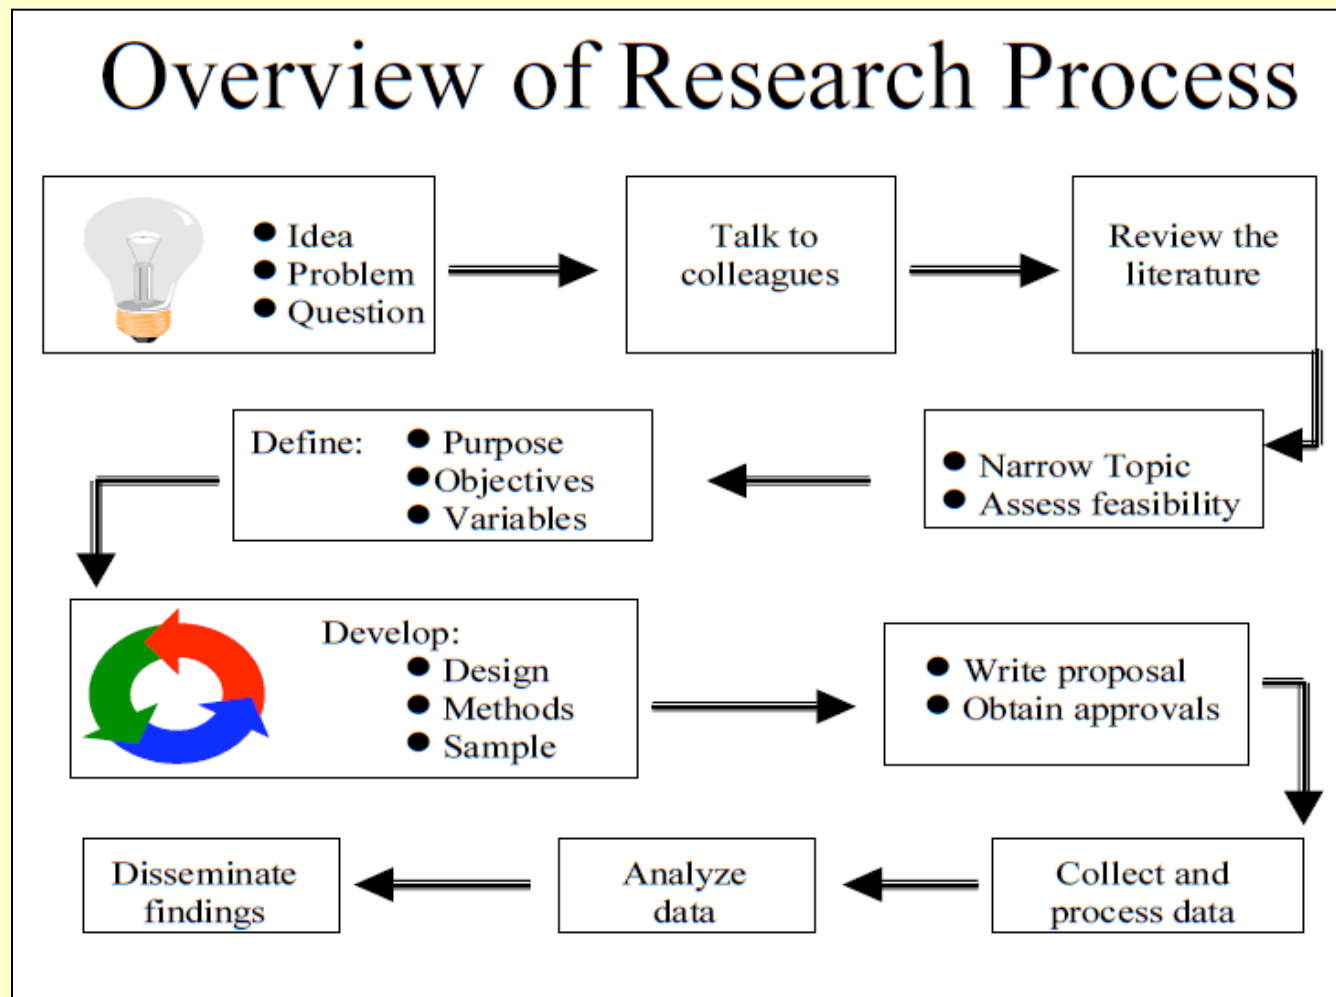 Overview of Research Process
● Idea
● Problem
● Question
Talk to
colleagues
Review the
literature
● Narrow Topic
● Assess feasibility
Define: ● Purpose
● Objectives
● Variables
Develop:
● Design
● Methods
● Sample
● Write proposal
● Obtain approvals
Collect and
process data
Analyze
data
Disseminate
findings